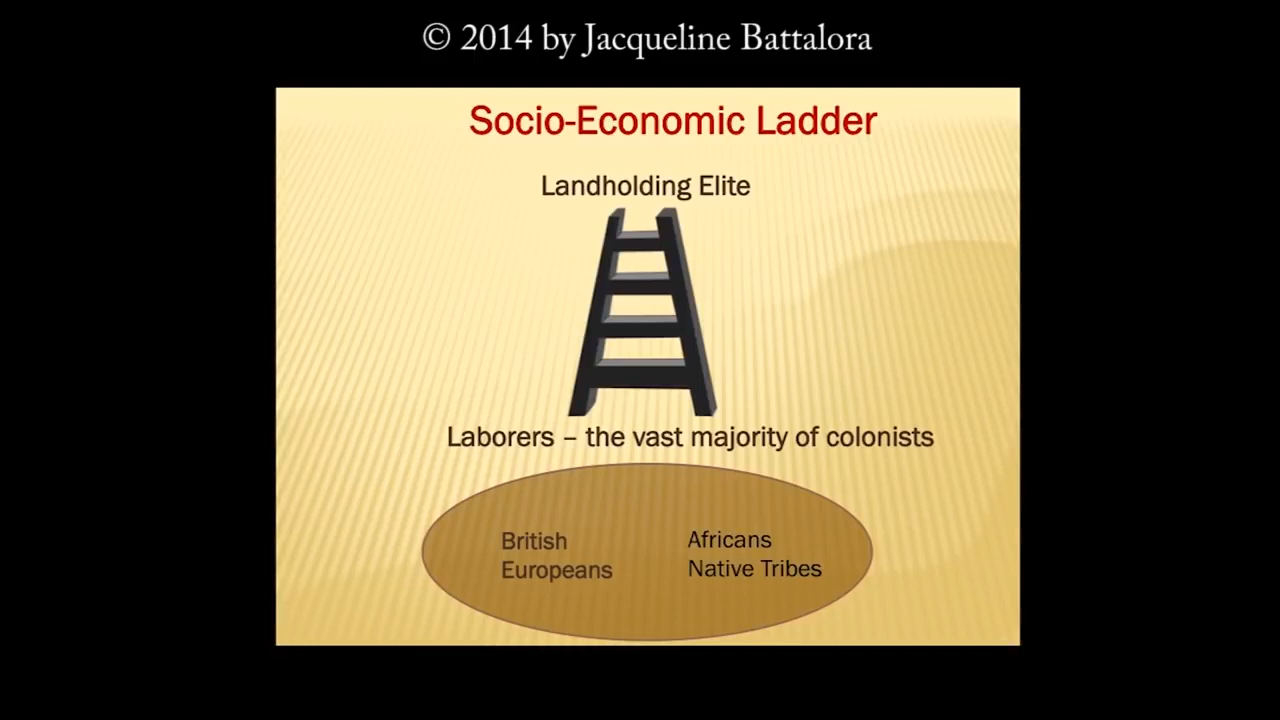 © 2014 by Jacqueline Battalora
Socio-Economic Ladder
Landholding Elite
Laborers – the vast majority of colonists
British
Europeans
Africans
Native Tribes